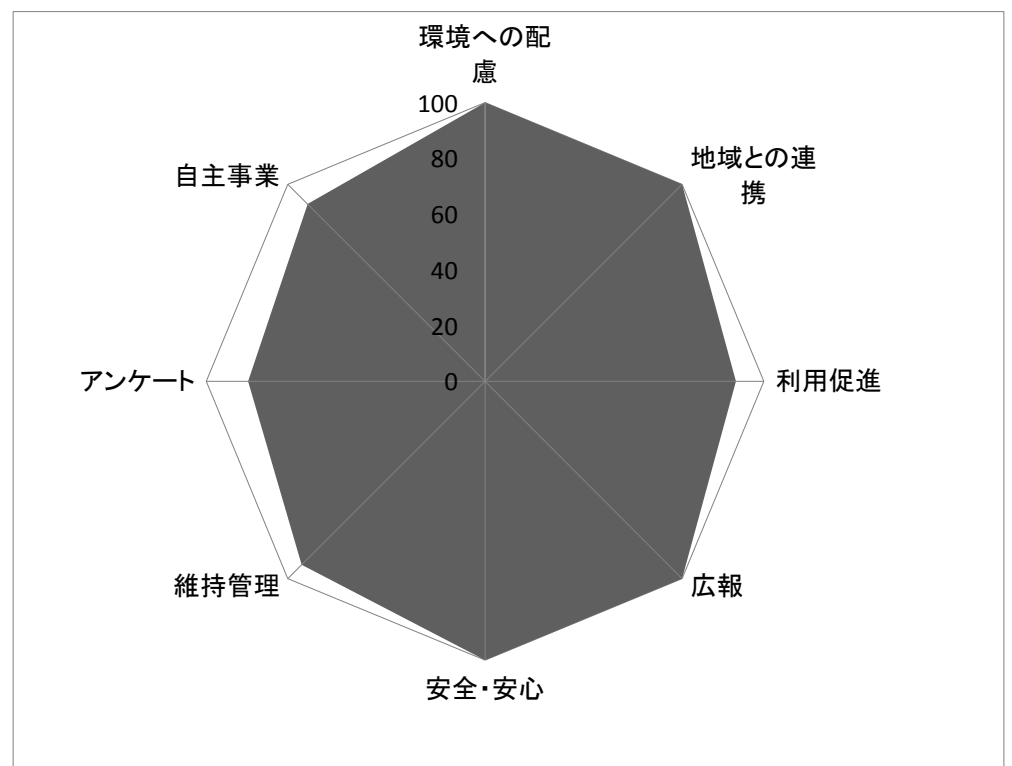 環境への配
慮
地域との連
携
利用促進
広報
安全・安心
維持管理
アンケート
自主事業
100
80
60
40
20
0